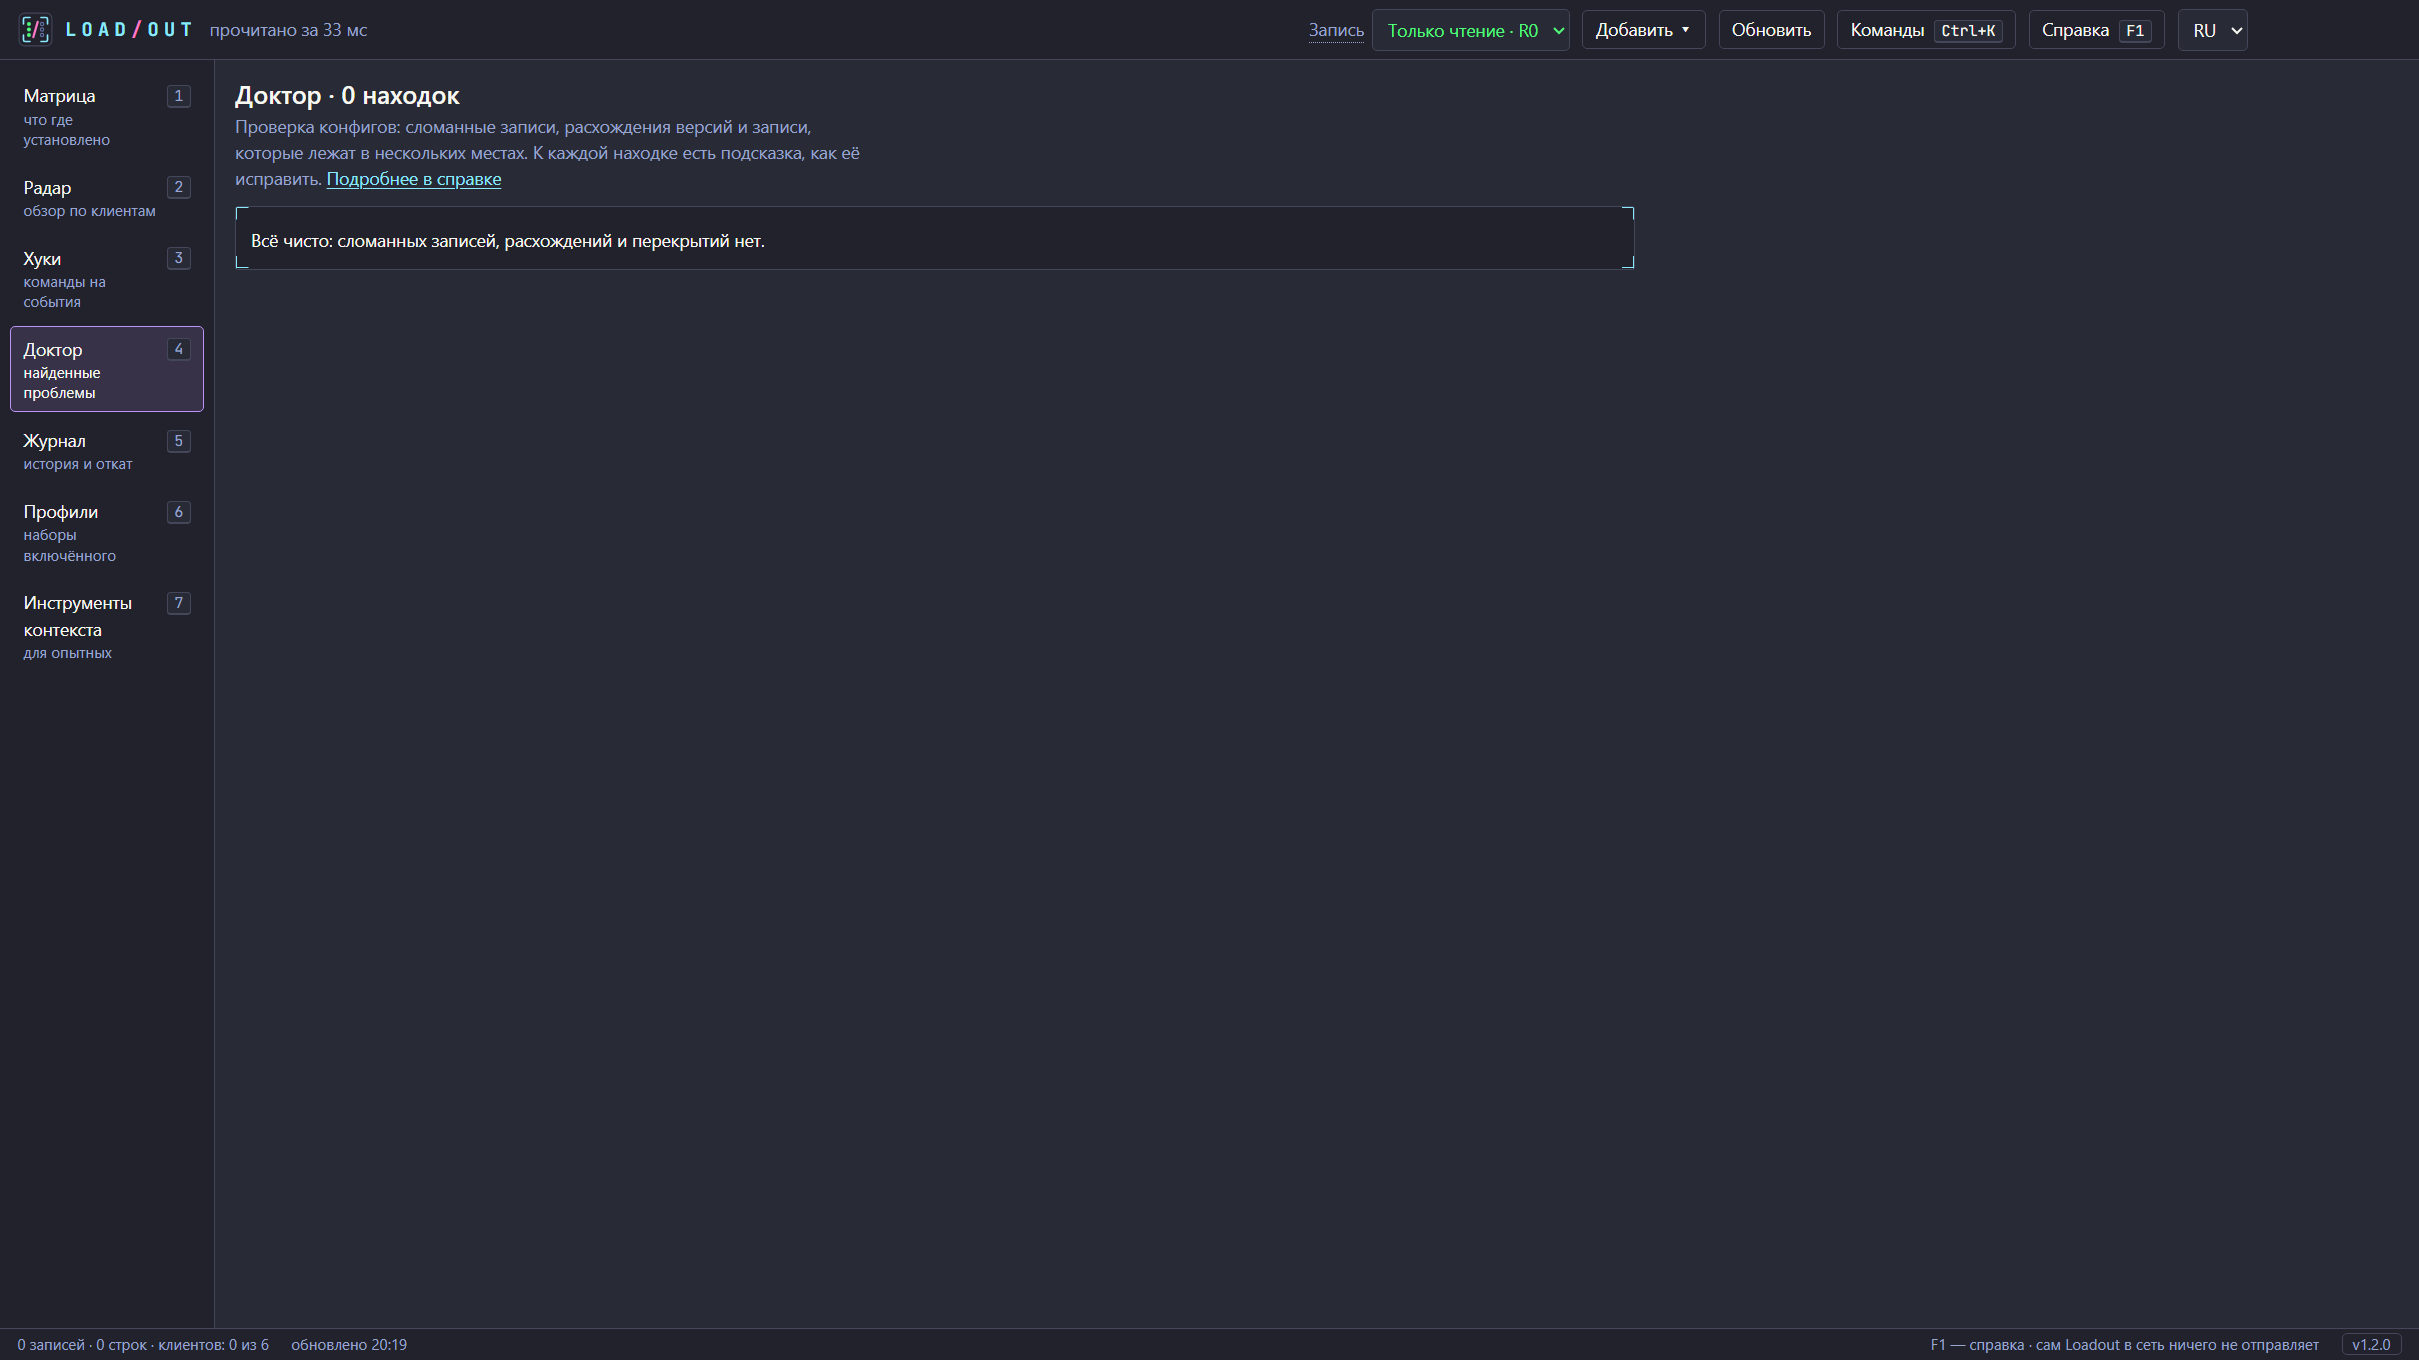 LOAD/OUT прочитано за 33 мс
Запись Только чтение · R0 Добавить ▾ Обновить Команды Ctrl+K Справка F1 RU
Матрица 1
что где
установлено
Радар 2
обзор по клиентам
Хуки 3
команды на
события
Доктор 4
найденные
проблемы
Журнал 5
история и откат
Профили 6
наборы
включённого
Инструменты 7
контекста
для опытных
Доктор · 0 находок
Проверка конфигов: сломанные записи, расхождения версий и записи,
которые лежат в нескольких местах. К каждой находке есть подсказка, как её
исправить. Подробнее в справке
Всё чисто: сломанных записей, расхождений и перекрытий нет.
0 записей · 0 строк · клиентов: 0 из 6 обновлено 20:19
F1 — справка · сам Loadout в сеть ничего не отправляет v1.2.0